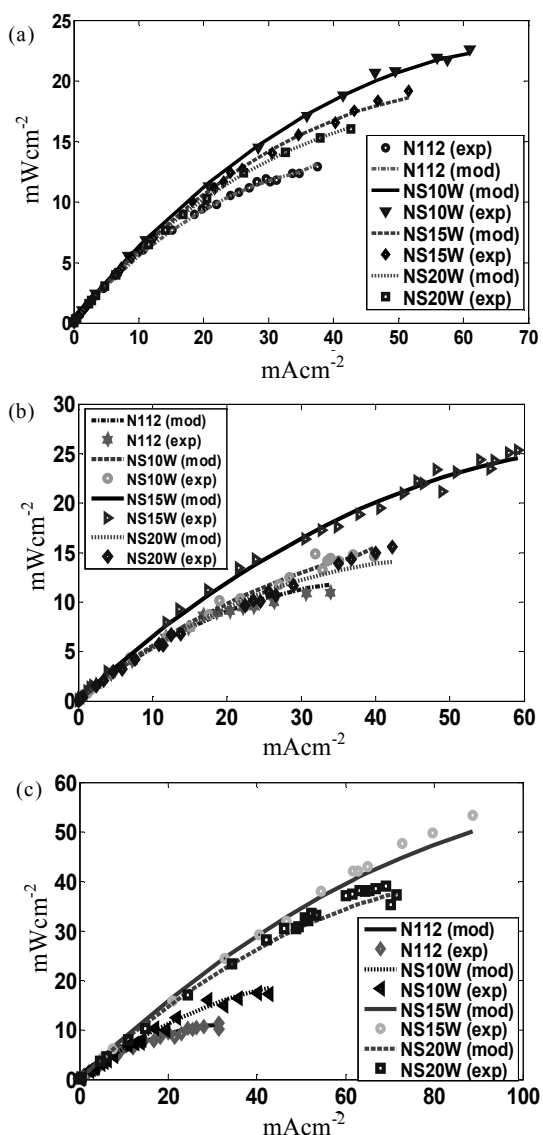 (a)
25
20
15
10
5
0
mWcm-2
0 10 20 30 40 50 60 70
mAcm-2
N112 (exp)
N112 (mod)
NS10W (mod)
NS10W (exp)
NS15W (mod)
NS15W (exp)
NS20W (mod)
NS20W (exp)
(b)
30
25
20
15
10
5
0
mWcm-2
0 10 20 30 40 50 60
mAcm-2
N112 (mod)
N112 (exp)
NS10W (mod)
NS10W (exp)
NS15W (mod)
NS15W (exp)
NS20W (mod)
NS20W (exp)
(c)
60
50
40
30
20
10
0
mWcm-2
0 20 40 60 80 100
mAcm-2
N112 (mod)
N112 (exp)
NS10W (mod)
NS10W (exp)
NS15W (mod)
NS15W (exp)
NS20W (mod)
NS20W (exp)